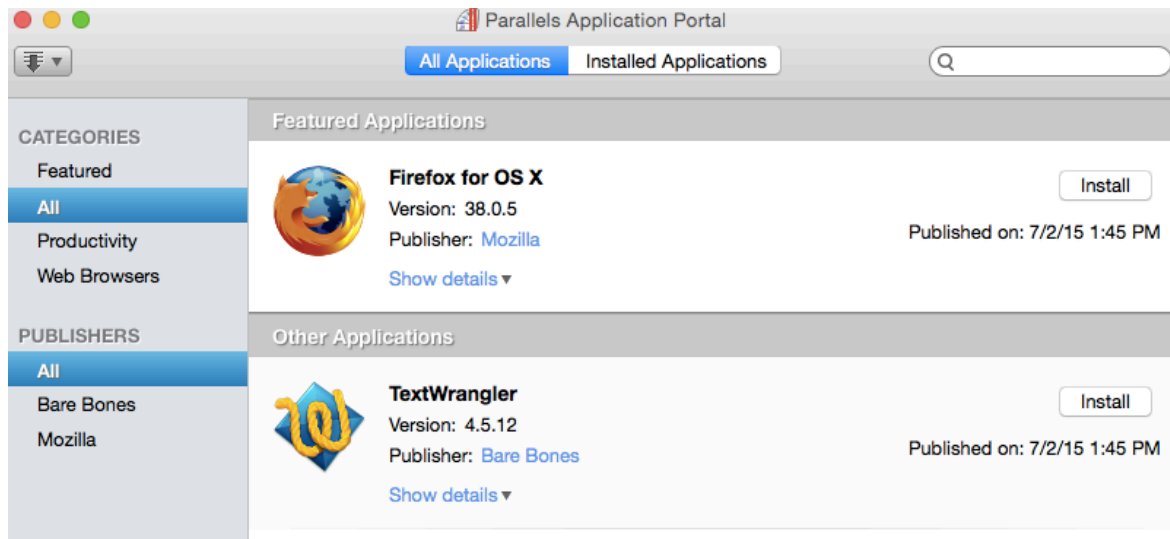 Parallels Application Portal
All Applications
Installed Applications
CATEGORIES
Featured
All
Productivity
Web Browsers
PUBLISHERS
All
Bare Bones
Mozilla
Featured Applications
Firefox for OS X
Version: 38.0.5
Publisher: Mozilla
Show details
Install
Published on: 7/2/15 1:45 PM
Other Applications
TextWrangler
Version: 4.5.12
Publisher: Bare Bones
Show details
Install
Published on: 7/2/15 1:45 PM